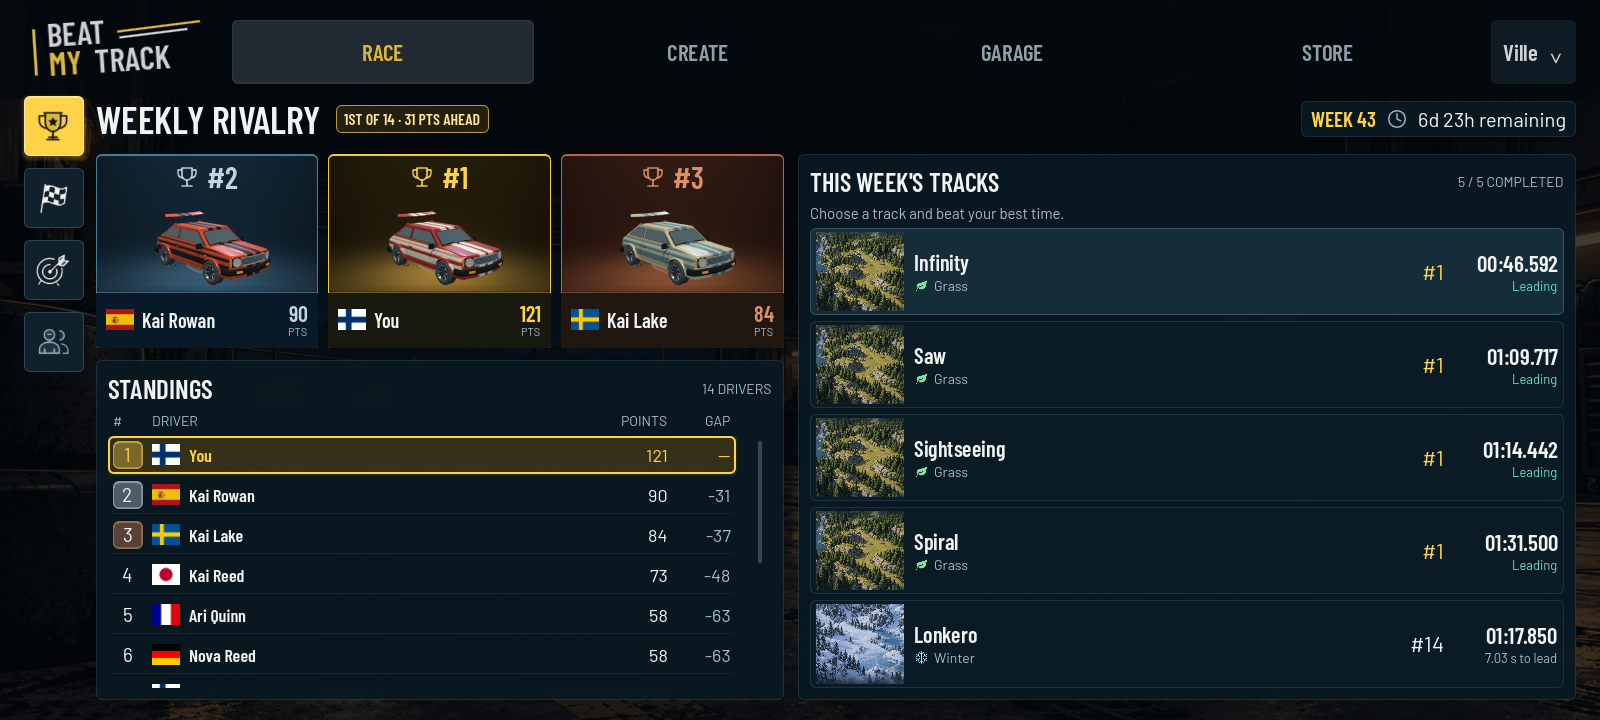 BEAT
MY TRACK
RACE
CREATE
GARAGE
STORE
Ville
WEEKLY RIVALRY
1ST OF 14 · 31 PTS AHEAD
WEEK 43
6d 23h remaining
#2
Kai Rowan
90
PTS
#1
You
121
PTS
#3
Kai Lake
84
PTS
STANDINGS
14 DRIVERS
# DRIVER POINTS GAP
1 You 121 —
2 Kai Rowan 90 -31
3 Kai Lake 84 -37
4 Kai Reed 73 -48
5 Ari Quinn 58 -63
6 Nova Reed 58 -63
THIS WEEK'S TRACKS
5 / 5 COMPLETED
Choose a track and beat your best time.
Infinity
Grass
#1
00:46.592
Leading
Saw
Grass
#1
01:09.717
Leading
Sightseeing
Grass
#1
01:14.442
Leading
Spiral
Grass
#1
01:31.500
Leading
Lonkero
Winter
#14
01:17.850
7.03 s to lead